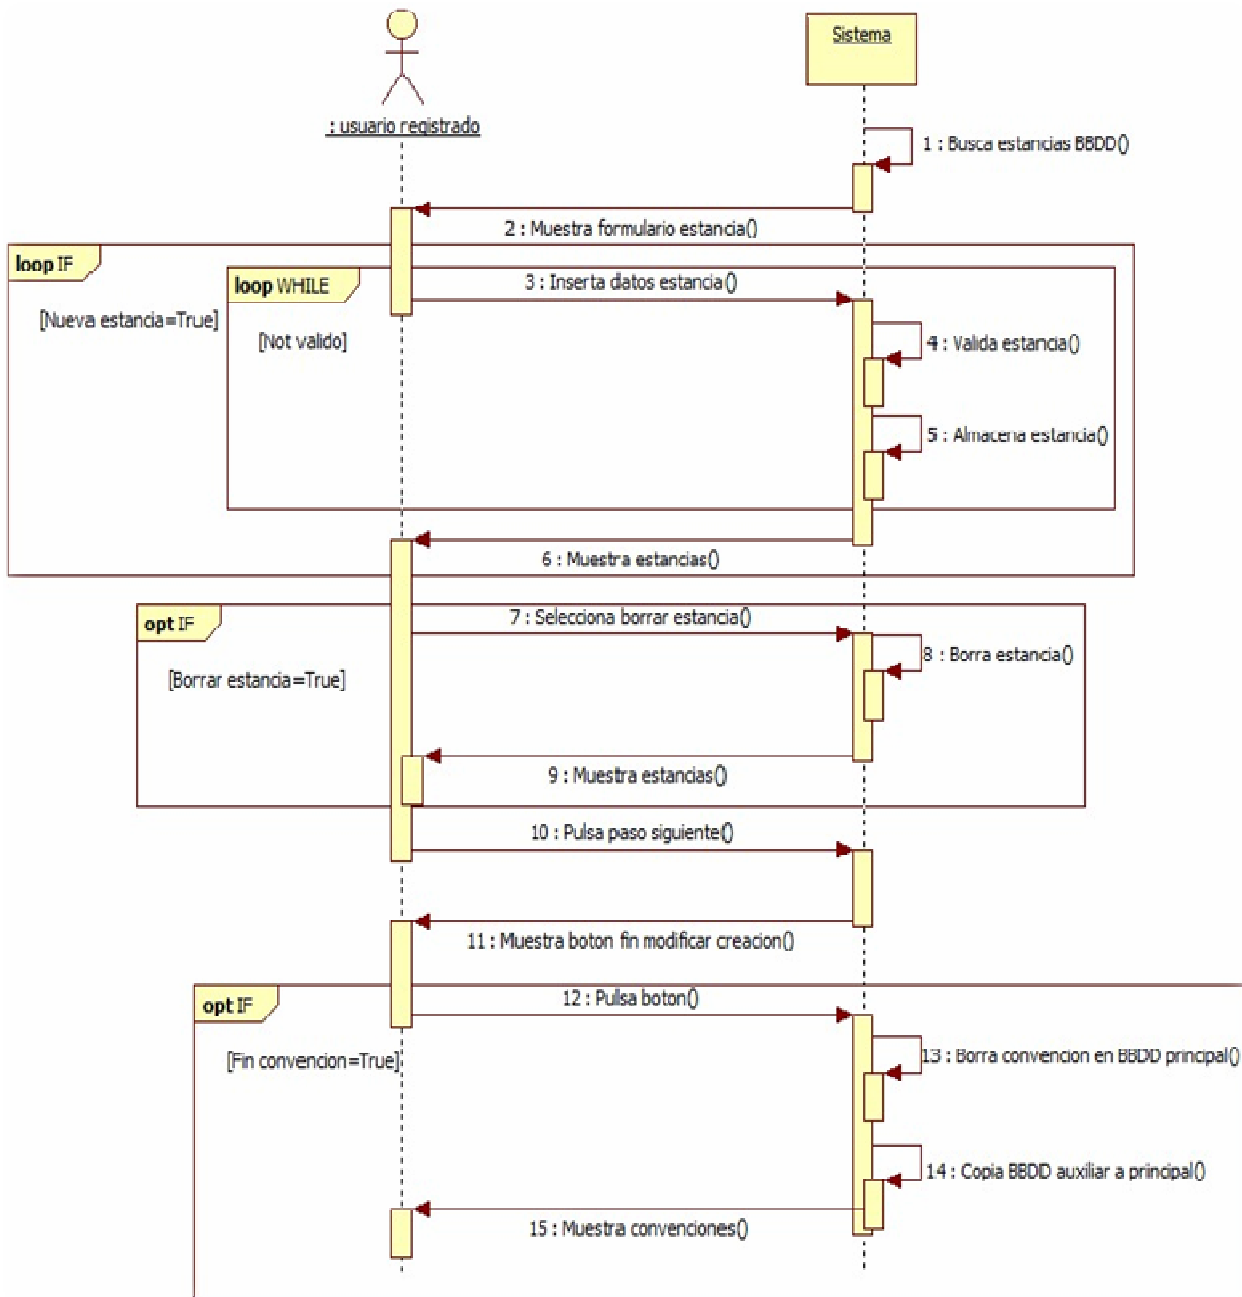 Sistema
: usuario registrado
1 : Busca estancias BBDD()
2 : Muestra formulario estancia()
loop IF
loop WHILE
3 : Inserta datos estancia()
[Nueva estancia=True]
[Not valido]
4 : Valida estancia()
5 : Almacena estancia()
6 : Muestra estancias()
opt IF
7 : Selecciona borrar estancia()
8 : Borra estancia()
[Borrar estancia=True]
9 : Muestra estancias()
10 : Pulsa paso siguiente()
11 : Muestra boton fin modificar creacion()
opt IF
12 : Pulsa boton()
[Fin convencion=True]
13 : Borra convencion en BBDD principal()
14 : Copia BBDD auxiliar a principal()
15 : Muestra convenciones()